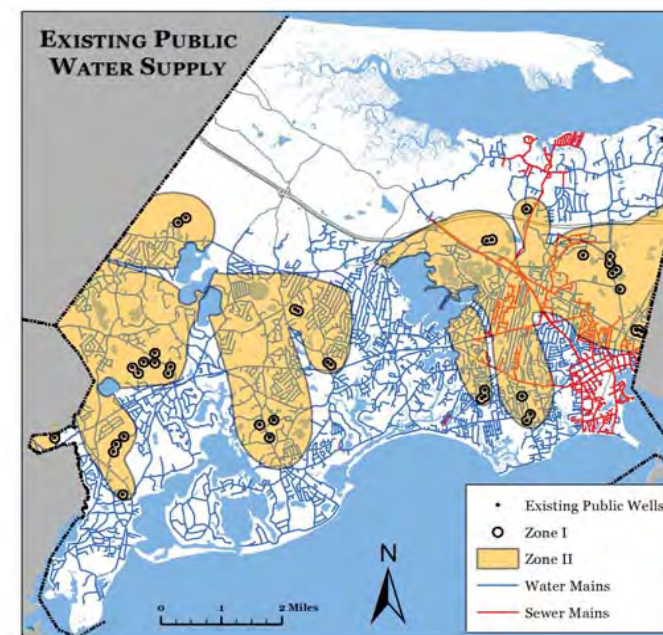 EXISTING PUBLIC
WATER SUPPLY
Existing Public Wells
Zone I
Zone II
Water Mains
Sewer Mains
N
0 1 2 Miles